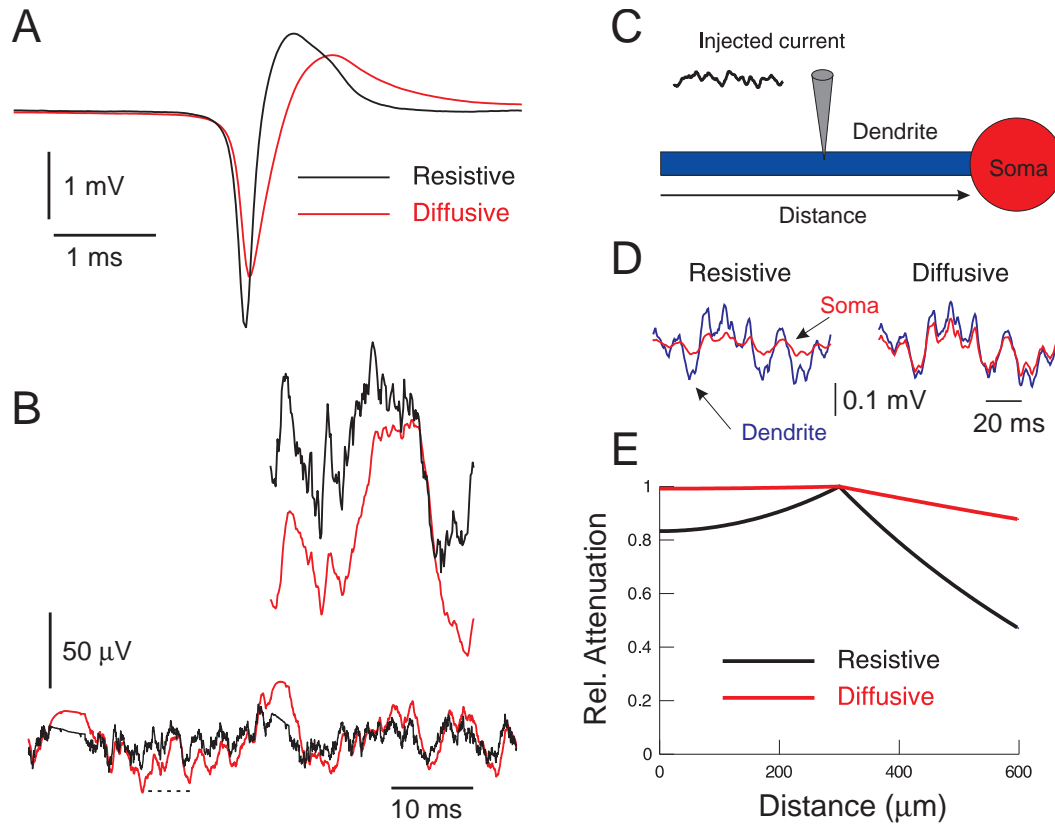 A
1 mV
1 ms
Resistive
Diffusive
B
50 μV
10 ms
C
Injected current
Dendrite
Soma
Distance
D
Resistive
Diffusive
Soma
Dendrite
0.1 mV
20 ms
E
Rel. Attenuation
1
0.8
0.6
0.4
0.2
0
Resistive
Diffusive
0
200
400
600
Distance (μm)